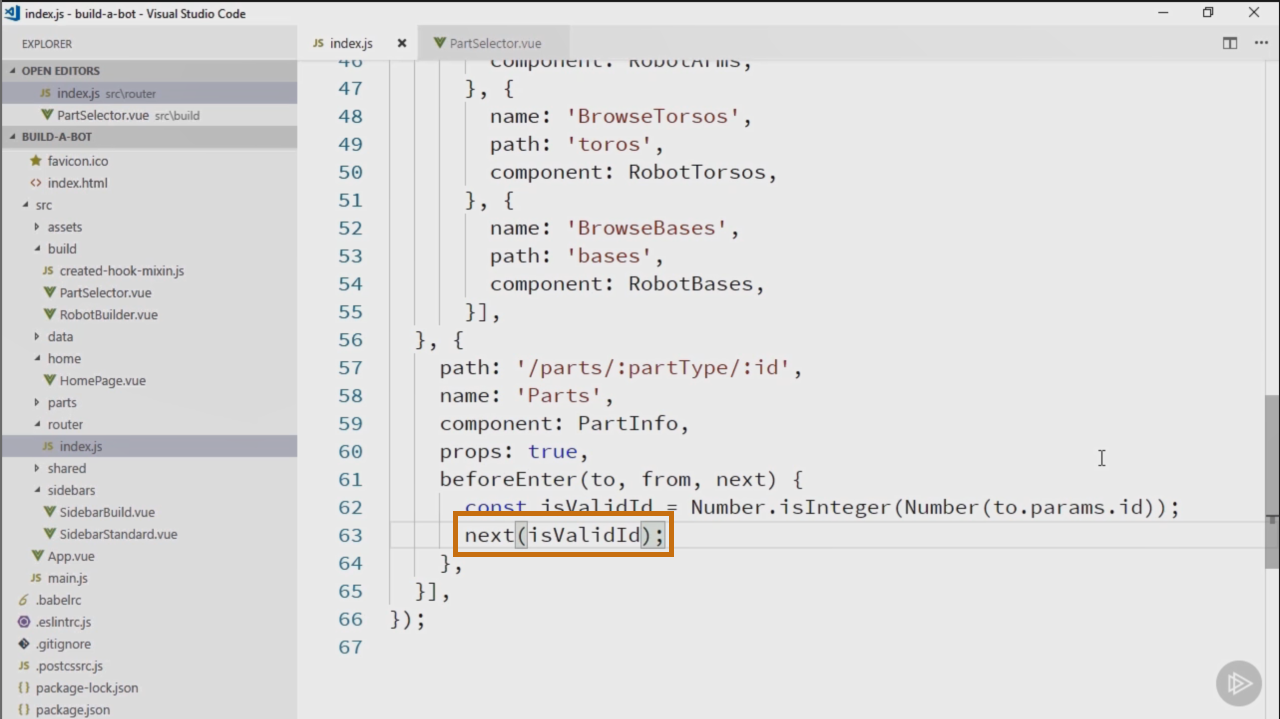 index.js - build-a-bot - Visual Studio Code
EXPLORER
OPEN EDITORS
JS index.js src\router
PartSelector.vue src\build
BUILD-A-BOT
favicon.ico
<> index.html
src
assets
build
JS created-hook-mixin.js
PartSelector.vue
RobotBuilder.vue
data
home
HomePage.vue
parts
router
JS index.js
shared
sidebars
SidebarBuild.vue
SidebarStandard.vue
App.vue
JS main.js
.babelrc
.eslintrc.js
.gitignore
JS .postcssrc.js
{} package-lock.json
{} package.json
JS index.js
PartSelector.vue
46 component: RobotArms,
47 }, {
48 name: 'BrowseTorsos',
49 path: 'toros',
50 component: RobotTorsos,
51 }, {
52 name: 'BrowseBases',
53 path: 'bases',
54 component: RobotBases,
55 }],
56 }, {
57 path: '/parts/:partType/:id',
58 name: 'Parts',
59 component: PartInfo,
60 props: true,
61 beforeEnter(to, from, next) {
62 const isValidId = Number.isInteger(Number(to.params.id));
63 next(isValidId);
64 },
65 }],
66 });
67